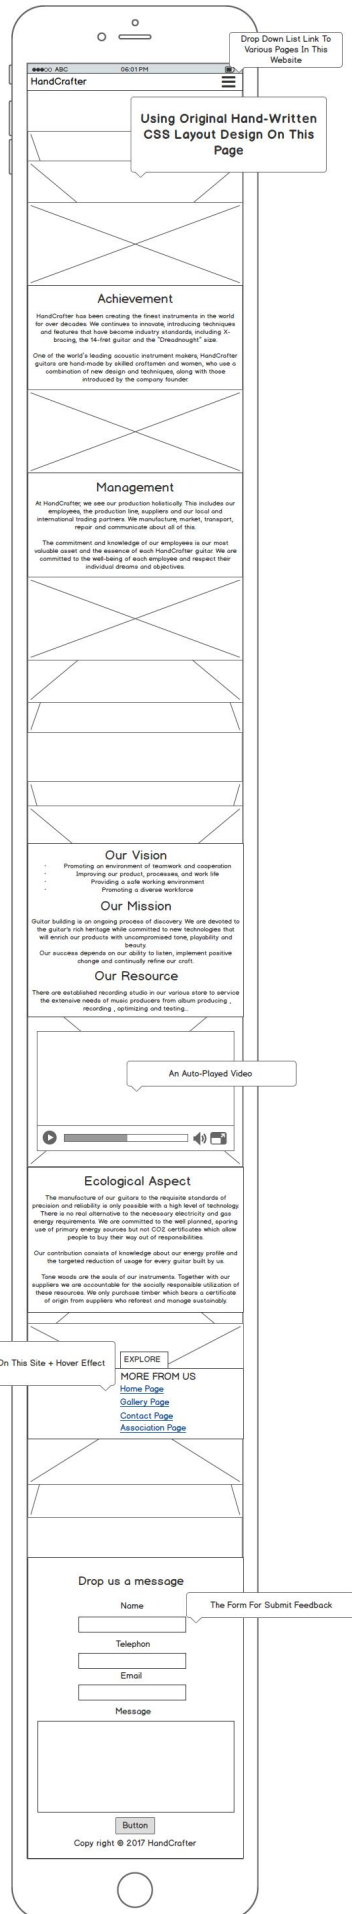 Drop Down List Link To
Various Pages In This
Website
ABC 06:01 PM
HandCrafter
Using Original Hand-Written
CSS Layout Design On This
Page
Achievement
HandCrafter has been creating the finest instruments in the world
for over decades. We continues to innovate, introducing techniques
and features that have become industry standards, including X-
bracing, the 14-fret guitar and the "Dreadnought" size.
One of the world's leading acoustic instrument makers, HandCrafter
guitars are hand-made by skilled craftsmen and women, who use a
combination of new design and techniques, along with those
introduced by the company founder.
Management
At HandCrafter, we see our production holistically. This includes our
employees, the production line, suppliers and our local and
international trading partners. We manufacture, market, transport,
repair and communicate about all of this.
The commitment and knowledge of our employees is our most
valuable asset and the essence of each HandCrafter guitar. We are
committed to the well-being of each employee and respect their
individual dreams and objectives.
Our Vision
· Promoting an environment of teamwork and cooperation
· Improving our product, processes, and work life
· Providing a safe working environment
· Promoting a diverse workforce
Our Mission
Guitar building is an ongoing process of discovery. We are devoted to
the guitar's rich heritage while committed to new technologies that
will enrich our products with uncompromised tone, playability and
beauty.
Our success depends on our ability to listen, implement positive
change and continually refine our craft.
Our Resource
There are established recording studio in our various store to service
the extensive needs of music producers from album producing ,
recording , optimizing and testing..
An Auto-Played Video
Ecological Aspect
The manufacture of our guitars to the requisite standards of
precision and reliability is only possible with a high level of technology.
There is no real alternative to the necessary electricity and gas
energy requirements. We are committed to the well planned, sparing
use of primary energy sources but not CO2 certificates which allow
people to buy their way out of responsibilities.
Our contribution consists of knowledge about our energy profile and
the targeted reduction of usage for every guitar built by us.
Tone woods are the souls of our instruments. Together with our
suppliers we are accountable for the socially responsible utilization of
these resources. We only purchase timber which bears a certificate
of origin from suppliers who reforest and manage sustainably.
On This Site + Hover Effect
EXPLORE
MORE FROM US
Home Page
Gallery Page
Contact Page
Association Page
Drop us a message
Name
The Form For Submit Feedback
Telephon
Email
Message
Button
Copy right © 2017 HandCrafter